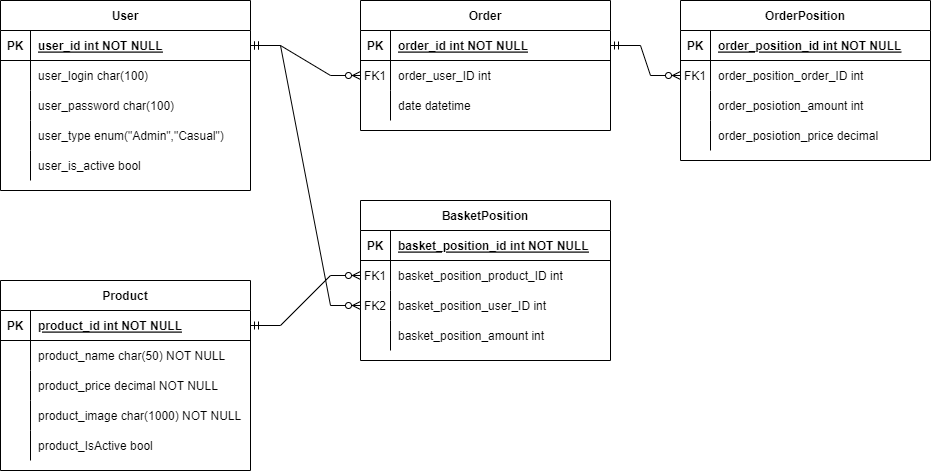 User
PK user_id int NOT NULL
user_login char(100)
user_password char(100)
user_type enum("Admin","Casual")
user_is_active bool
Order
PK order_id int NOT NULL
FK1 order_user_ID int
date datetime
OrderPosition
PK order_position_id int NOT NULL
FK1 order_position_order_ID int
order_posiotion_amount int
order_posiotion_price decimal
BasketPosition
PK basket_position_id int NOT NULL
FK1 basket_position_product_ID int
FK2 basket_position_user_ID int
basket_position_amount int
Product
PK product_id int NOT NULL
product_name char(50) NOT NULL
product_price decimal NOT NULL
product_image char(1000) NOT NULL
product_IsActive bool